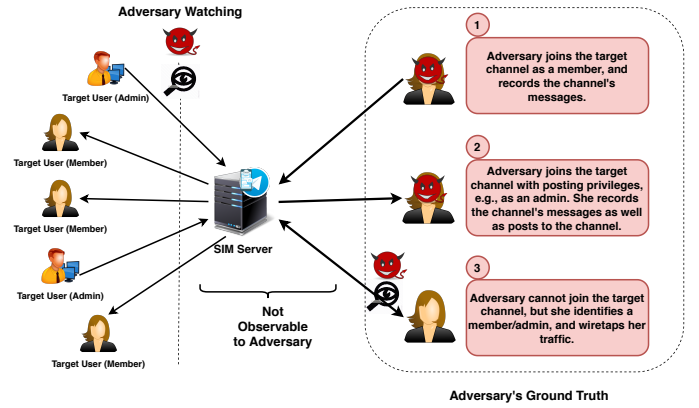 Adversary Watching
Target User (Admin)
Target User (Member)
Target User (Member)
Target User (Admin)
Target User (Member)
SIM Server
Not
Observable
to Adversary
1
Adversary joins the target
channel as a member, and
records the channel's
messages.
2
Adversary joins the target
channel with posting privileges,
e.g., as an admin. She records
the channel's messages as well
as posts to the channel.
3
Adversary cannot join the target
channel, but she identifies a
member/admin, and wiretaps her
traffic.
Adversary's Ground Truth